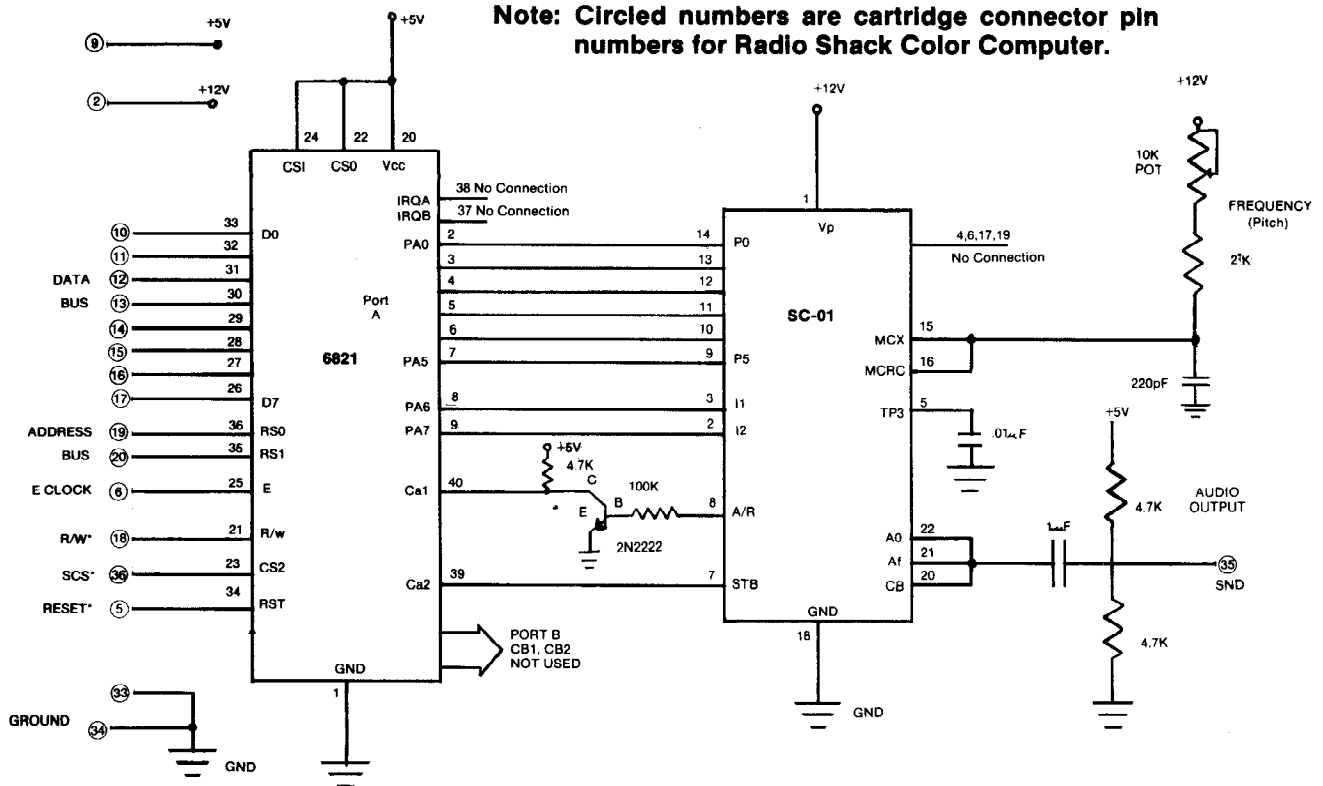 Note: Circled numbers are cartridge connector pin
numbers for Radio Shack Color Computer.
9
+5V
2
+12V
+5V
24
22
20
CSI
CS0
Vcc
IRQA
38 No Connection
IRQB
37 No Connection
10
33
D0
11
32
DATA
12
31
BUS
13
30
14
29
15
28
16
27
17
26
D7
ADDRESS
19
36
RS0
BUS
20
35
RS1
E CLOCK
6
25
E
R/W*
18
21
R/w
SCS*
36
23
CS2
RESET*
5
34
RST
Port
A
6821
PA0
2
3
4
5
6
PA5
7
PA6
8
PA7
9
Ca1
40
Ca2
39
PORT B
CB1, CB2
NOT USED
GND
1
33
GROUND
34
GND
+5V
4.7K
C
B
E
100K
2N2222
+12V
1
Vp
14
P0
13
12
11
10
9
P5
3
I1
2
I2
8
A/R
7
STB
SC-01
4,6,17,19
No Connection
MCX
15
MCRC
16
TP3
5
.01µF
A0
22
Af
21
CB
20
GND
18
GND
+12V
10K
POT
FREQUENCY
(Pitch)
220pF
+5V
4.7K
AUDIO
OUTPUT
1µF
35
SND
4.7K